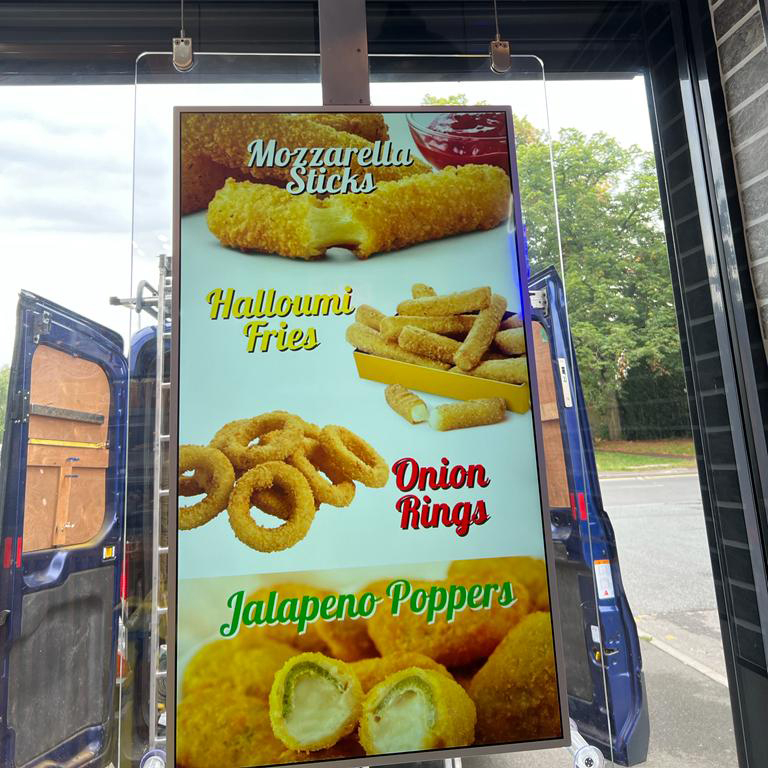 Mozzarella
Sticks
Halloumi
Fries
Onion
Rings
Jalapeno Poppers